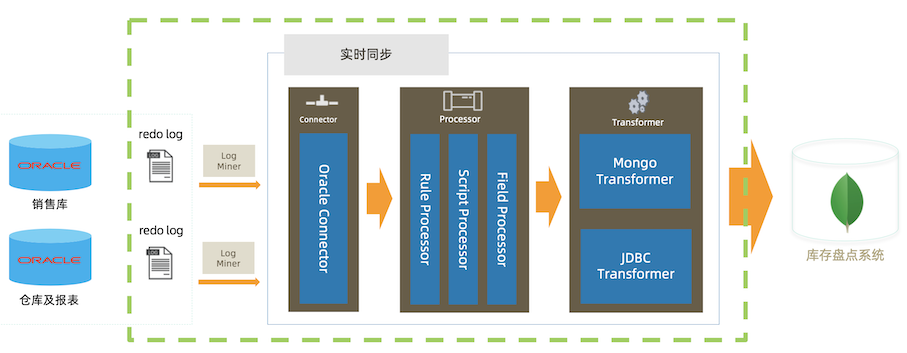 实时同步
redo log
LOG
Log
Miner
ORACLE
销售库
redo log
LOG
Log
Miner
ORACLE
仓库及报表
Connector
Oracle Connector
Processor
Rule Processor
Script Processor
Field Processor
Transformer
Mongo
Transformer
JDBC
Transformer
库存盘点系统